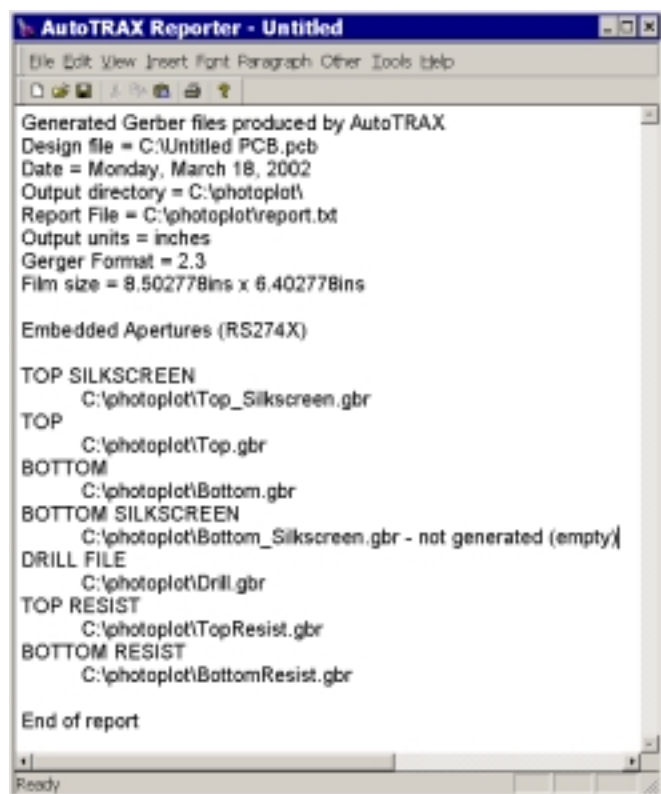 AutoTRAX Reporter - Untitled
File Edit View Insert Font Paragraph Other Tools Help
Generated Gerber files produced by AutoTRAX
Design file = C:\Untitled PCB.pcb
Date = Monday, March 18, 2002
Output directory = C:\photoplot\
Report File = C:\photoplot\report.txt
Output units = inches
Gerger Format = 2.3
Film size = 8.502778ins x 6.402778ins
Embedded Apertures (RS274X)
TOP SILKSCREEN
C:\photoplot\Top_Silkscreen.gbr
TOP
C:\photoplot\Top.gbr
BOTTOM
C:\photoplot\Bottom.gbr
BOTTOM SILKSCREEN
C:\photoplot\Bottom_Silkscreen.gbr - not generated (empty)
DRILL FILE
C:\photoplot\Drill.gbr
TOP RESIST
C:\photoplot\TopResist.gbr
BOTTOM RESIST
C:\photoplot\BottomResist.gbr
End of report
Ready